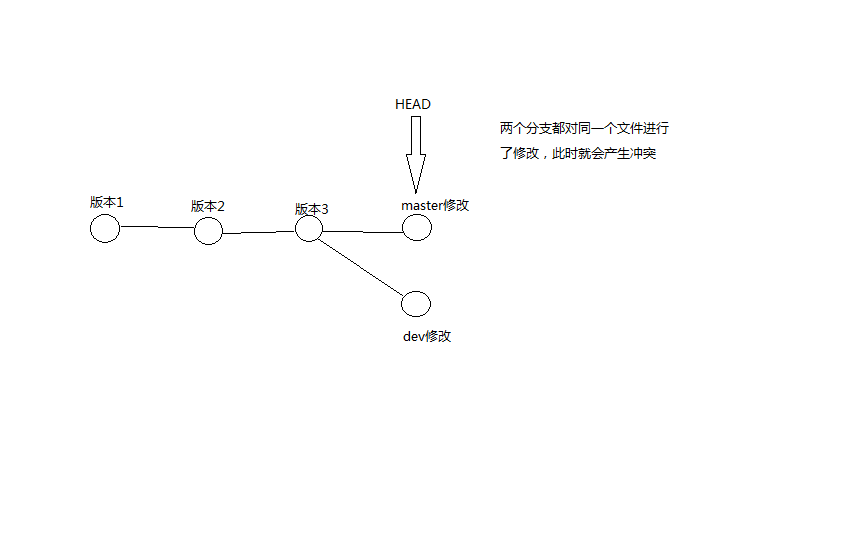 HEAD
两个分支都对同一个文件进行
了修改，此时就会产生冲突
版本1
版本2
版本3
master修改
dev修改